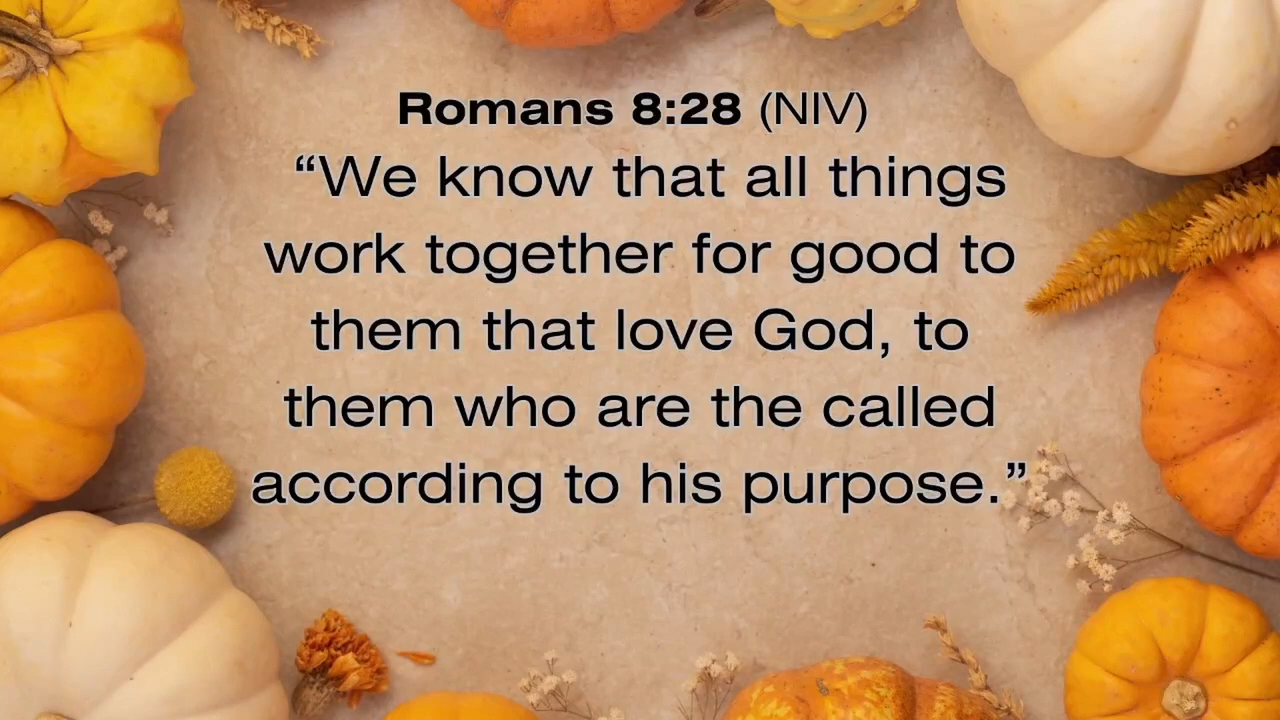 Romans 8:28 (NIV)
“We know that all things
work together for good to
them that love God, to
them who are the called
according to his purpose.”